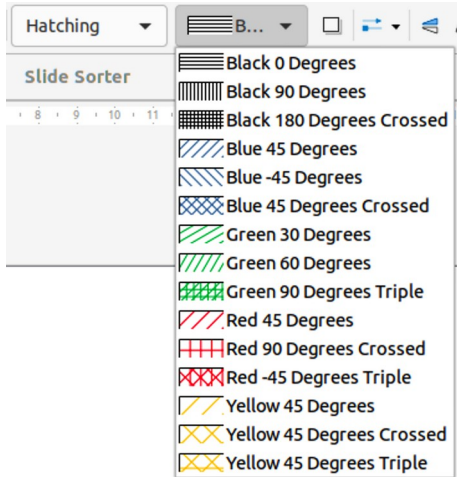 Hatching
B...
Slide Sorter
8 9 10 11
Black 0 Degrees
Black 90 Degrees
Black 180 Degrees Crossed
Blue 45 Degrees
Blue -45 Degrees
Blue 45 Degrees Crossed
Green 30 Degrees
Green 60 Degrees
Green 90 Degrees Triple
Red 45 Degrees
Red 90 Degrees Crossed
Red -45 Degrees Triple
Yellow 45 Degrees
Yellow 45 Degrees Crossed
Yellow 45 Degrees Triple